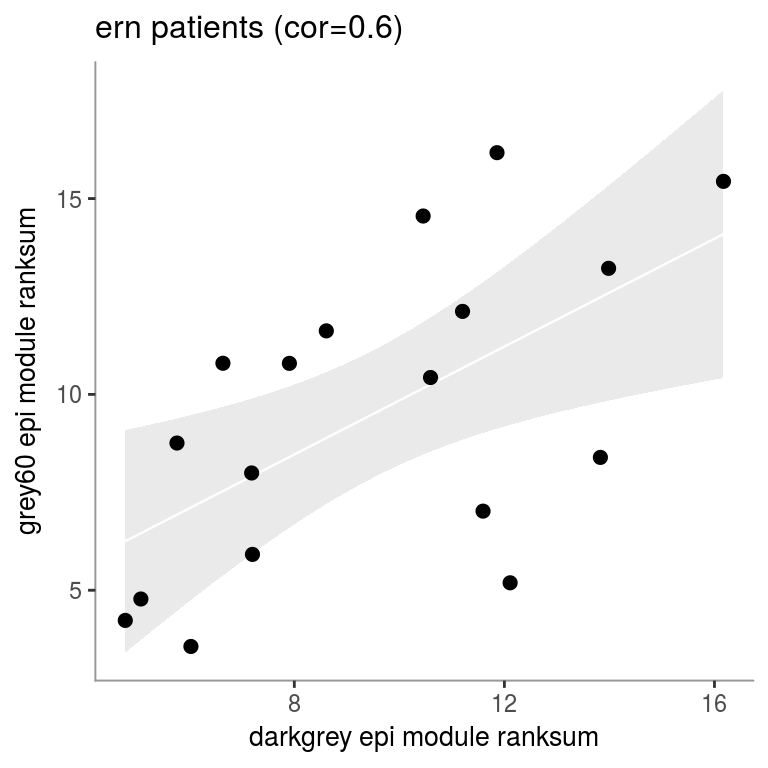 ern patients (cor=0.6)
grey60 epi module ranksum
15
10
5
8
12
16
darkgrey epi module ranksum